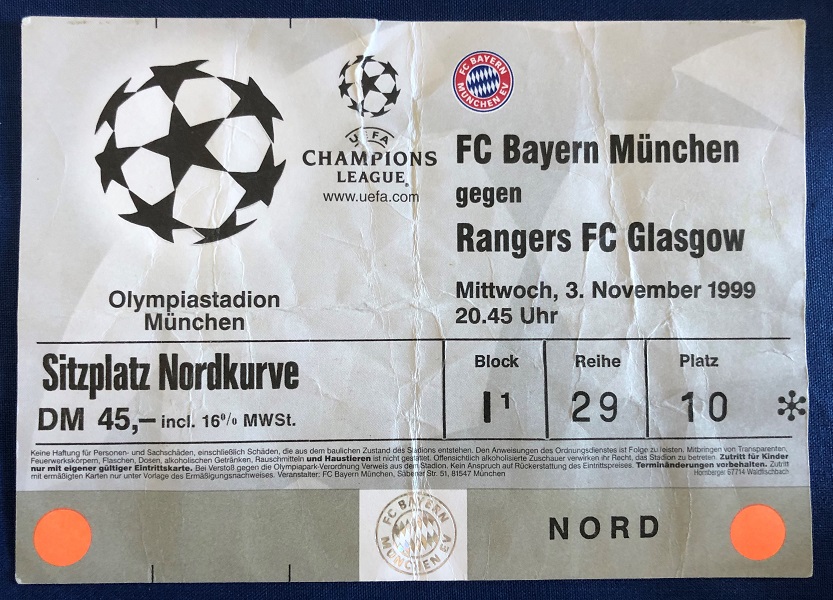 FC BAYERN
MÜNCHEN EV
UEFA
CHAMPIONS
LEAGUE®
www.uefa.com
FC Bayern München
gegen
Rangers FC Glasgow
Mittwoch, 3. November 1999
20.45 Uhr
Olympiastadion
München
Sitzplatz Nordkurve
DM 45,– incl. 16% MWSt.
Block
Reihe
Platz
I1
29
10
Keine Haftung für Personen- und Sachschäden, einschließlich Schäden, die aus dem baulichen Zustand des Stadions entstehen. Den Anweisungen des Ordnungsdienstes ist Folge zu leisten. Mitbringen von Transparenten,
Feuerwerkskörpern, Flaschen, Dosen, alkoholischen Getränken, Rauschmitteln und Haustieren ist nicht gestattet. Offensichtlich alkoholisierte Zuschauer verwirken ihr Recht, das Stadion zu betreten. Zutritt für Kinder
nur mit eigener gültiger Eintrittskarte. Bei Verstoß gegen die Olympiapark-Verordnung Verweis aus dem Stadion. Kein Anspruch auf Rückerstattung des Eintrittspreises. Terminänderungen vorbehalten. Zutritt
mit ermäßigten Karten nur unter Vorlage des Ermäßigungsnachweises. Veranstalter: FC Bayern München, Säbener Str. 51, 81547 München
Hornberger 67714 Waldfischbach
FC BAYERN
MÜNCHEN EV
NORD